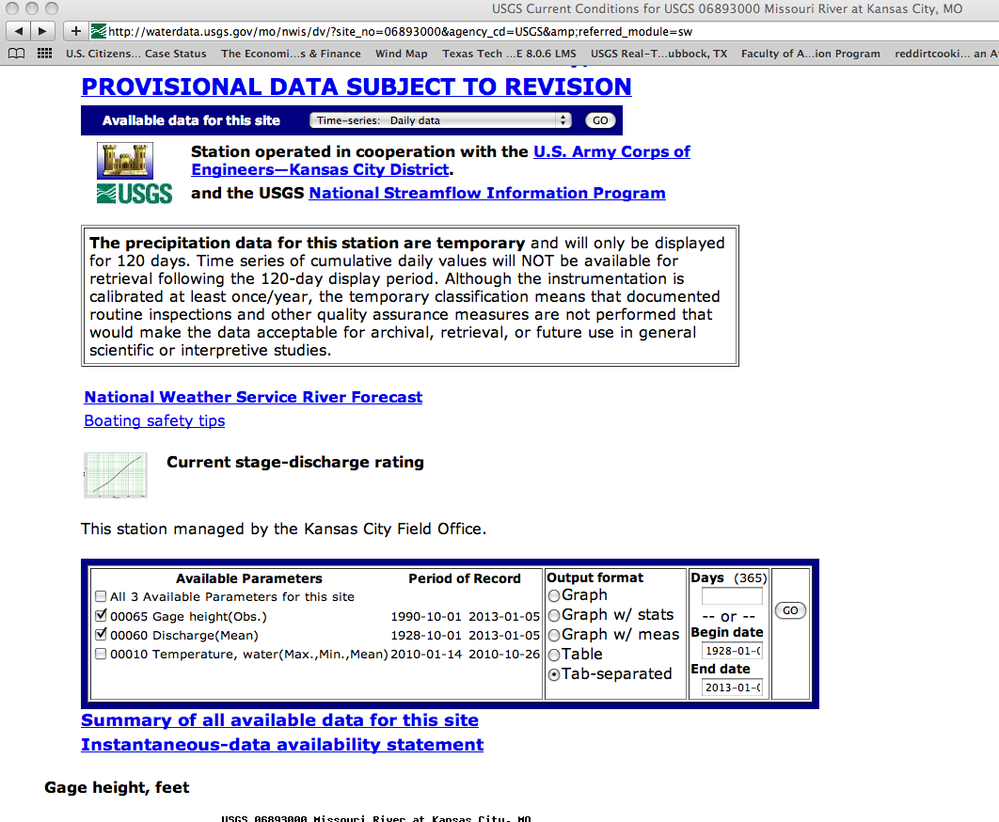 USGS Current Conditions for USGS 06893000 Missouri River at Kansas City, MO
http://waterdata.usgs.gov/mo/nwis/dv/?site_no=06893000&agency_cd=USGS&amp;referred_module=sw
U.S. Citizens... Case Status The Economi...s & Finance Wind Map Texas Tech ...E 8.0.6 LMS USGS Real-T...ubbock, TX Faculty of A...ion Program reddirtcooki... an A
PROVISIONAL DATA SUBJECT TO REVISION
Available data for this site Time-series: Daily data GO
Station operated in cooperation with the U.S. Army Corps of
Engineers—Kansas City District.
USGS and the USGS National Streamflow Information Program
The precipitation data for this station are temporary and will only be displayed
for 120 days. Time series of cumulative daily values will NOT be available for
retrieval following the 120-day display period. Although the instrumentation is
calibrated at least once/year, the temporary classification means that documented
routine inspections and other quality assurance measures are not performed that
would make the data acceptable for archival, retrieval, or future use in general
scientific or interpretive studies.
National Weather Service River Forecast
Boating safety tips
Current stage-discharge rating
This station managed by the Kansas City Field Office.
Available Parameters Period of Record Output format Days (365)
All 3 Available Parameters for this site Graph
00065 Gage height(Obs.) 1990-10-01 2013-01-05 Graph w/ stats -- or -- GO
00060 Discharge(Mean) 1928-10-01 2013-01-05 Graph w/ meas Begin date
00010 Temperature, water(Max.,Min.,Mean) 2010-01-14 2010-10-26 Table 1928-01-0
Tab-separated End date
2013-01-0
Summary of all available data for this site
Instantaneous-data availability statement
Gage height, feet
USGS 06893000 Missouri River at Kansas City, MO